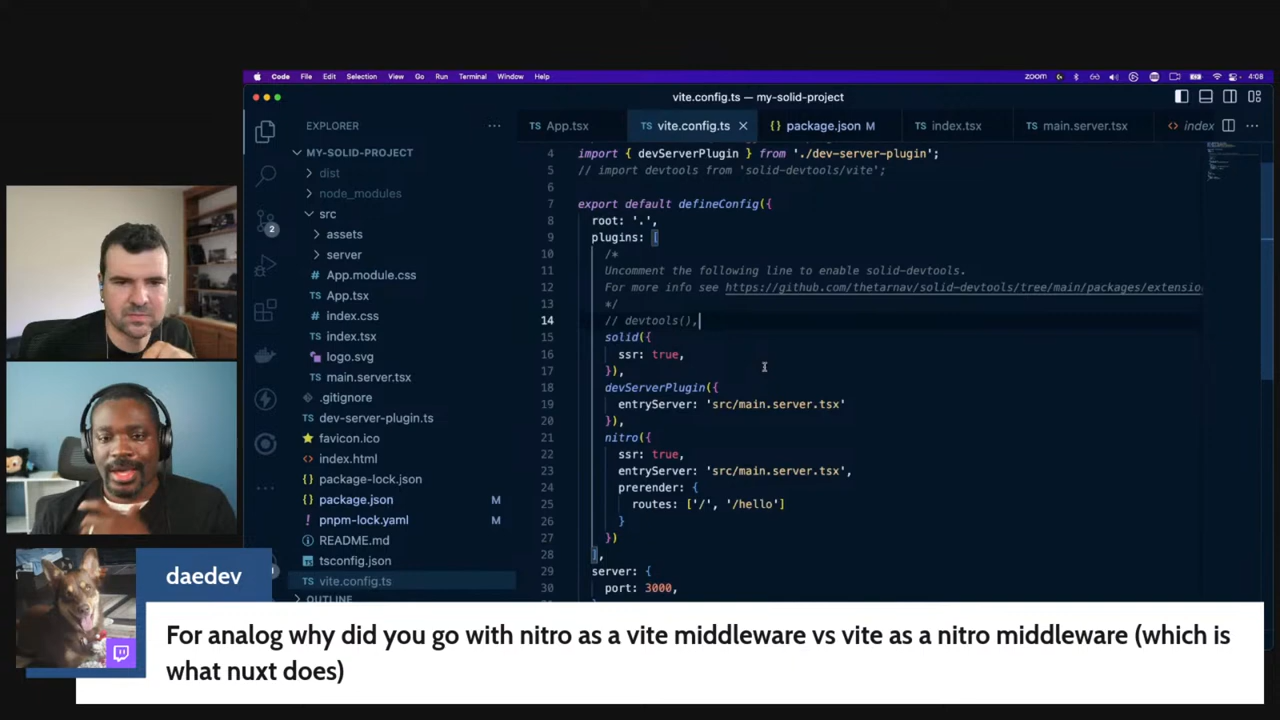 Code File Edit Selection View Go Run Terminal Window Help
zoom 4:08
vite.config.ts — my-solid-project
EXPLORER
App.tsx
TS vite.config.ts
{} package.json M
TS index.tsx
TS main.server.tsx
<> index
MY-SOLID-PROJECT
dist
node_modules
src
assets
server
App.module.css
App.tsx
index.css
index.tsx
logo.svg
main.server.tsx
.gitignore
dev-server-plugin.ts
favicon.ico
index.html
package-lock.json
package.json M
pnpm-lock.yaml M
README.md
tsconfig.json
vite.config.ts
OUTLINE
2
4 import { devServerPlugin } from './dev-server-plugin';
5 // import devtools from 'solid-devtools/vite';
6
7 export default defineConfig({
8 root: '.',
9 plugins: [
10 /*
11 Uncomment the following line to enable solid-devtools.
12 For more info see https://github.com/thetarnav/solid-devtools/tree/main/packages/extensio
13 */
14 // devtools(),
15 solid({
16 ssr: true,
17 }),
18 devServerPlugin({
19 entryServer: 'src/main.server.tsx'
20 }),
21 nitro({
22 ssr: true,
23 entryServer: 'src/main.server.tsx',
24 prerender: {
25 routes: ['/', '/hello']
26 }
27 })
28 ],
29 server: {
30 port: 3000,
daedev
For analog why did you go with nitro as a vite middleware vs vite as a nitro middleware (which is
what nuxt does)